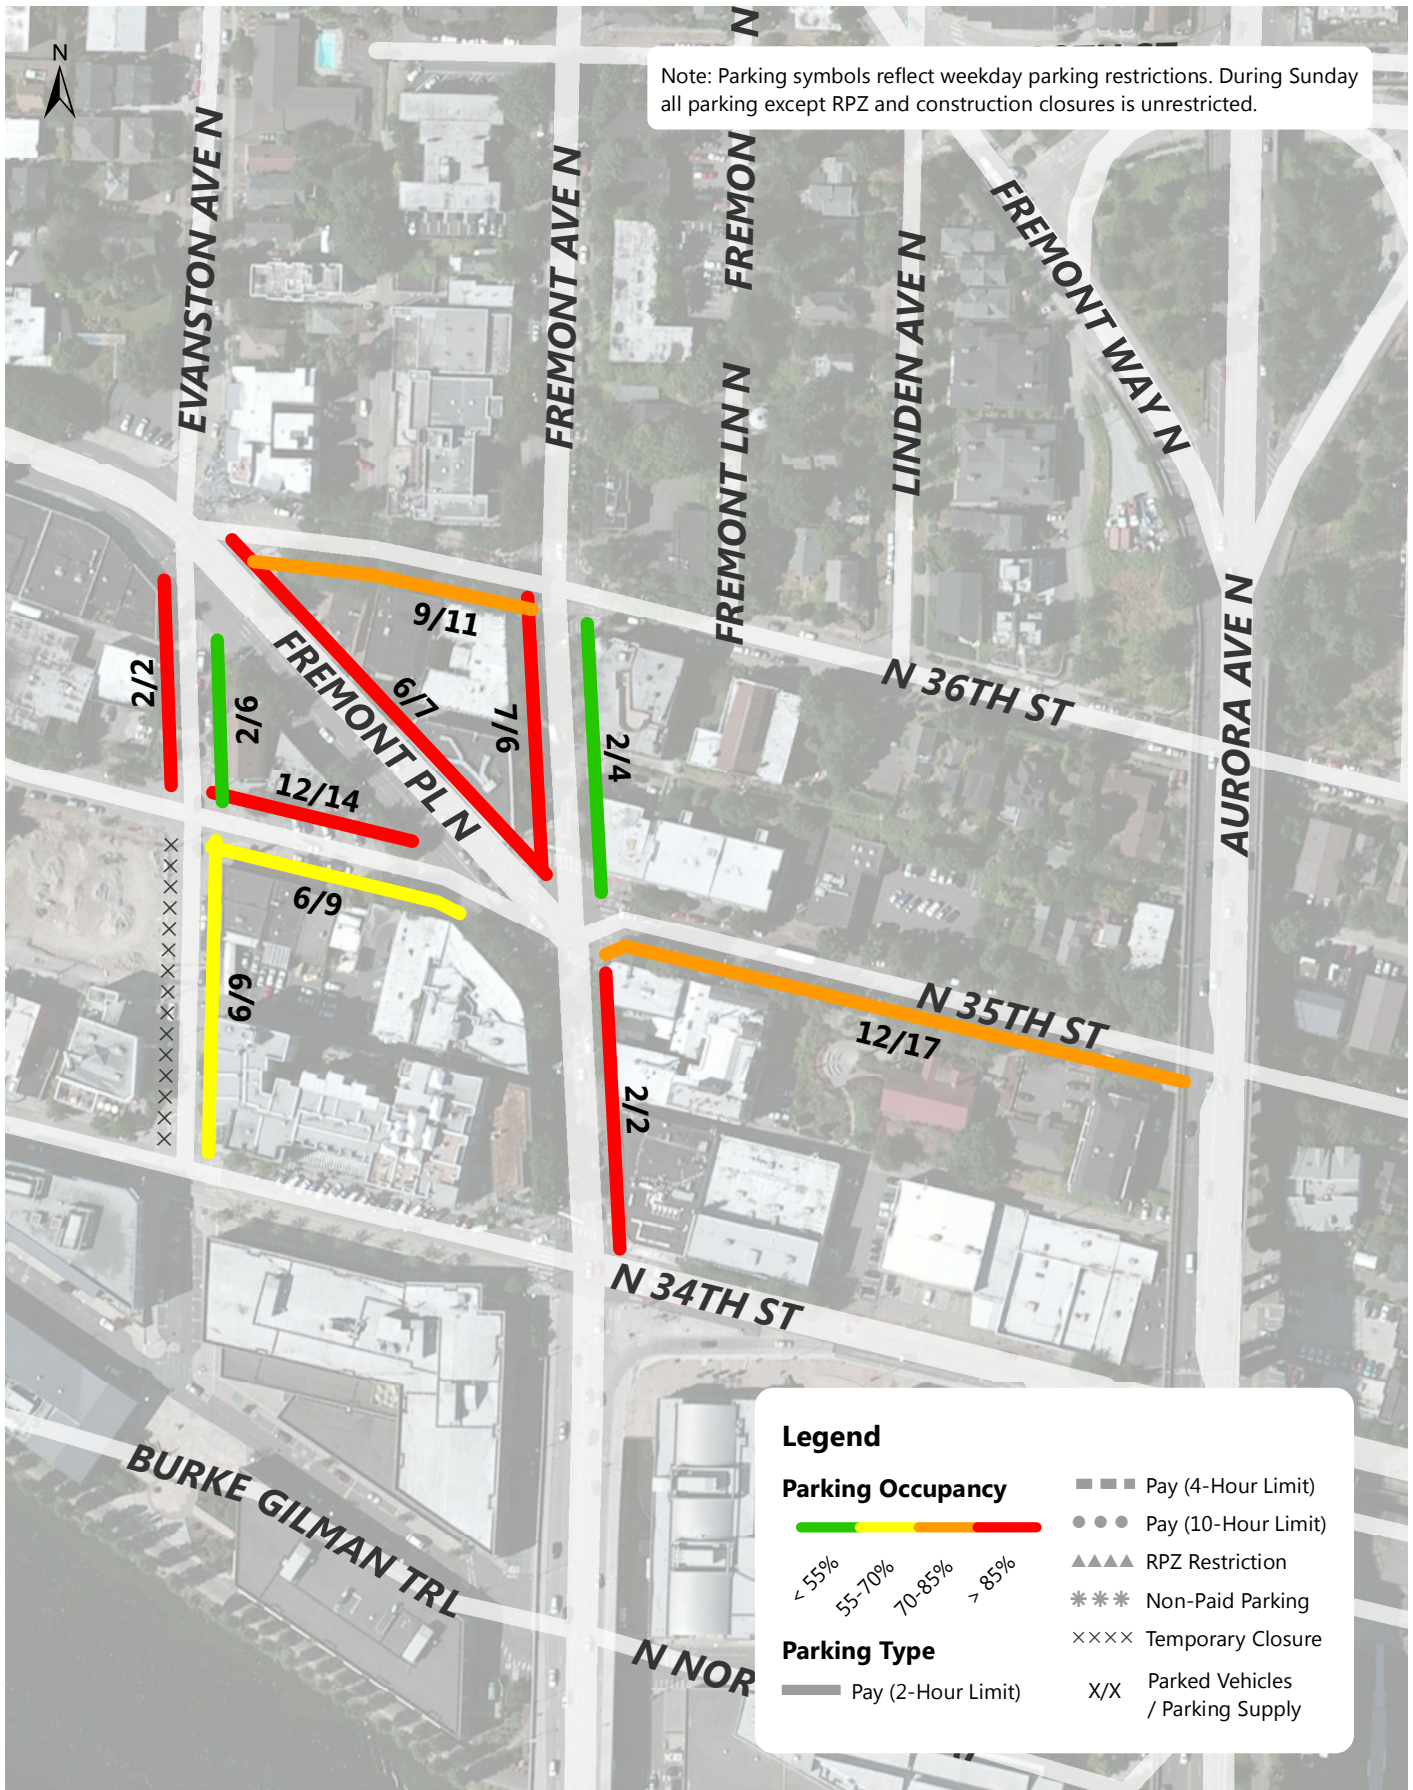 N
Note: Parking symbols reflect weekday parking restrictions. During Sunday
all parking except RPZ and construction closures is unrestricted.
EVANSTON AVE N
FREMONT AVE N
N
FREMON
FREMONT LN N
LINDEN AVE N
FREMONT WAY N
AURORA AVE N
9/11
2/2
2/6
FREMONT PL N
6/7
7/6
2/4
N 36TH ST
12/14
6/9
6/9
N 35TH ST
12/17
2/2
N 34TH ST
BURKE GILMAN TRL
N NOR
Legend
Parking Occupancy
< 55%
55-70%
70-85%
> 85%
Parking Type
Pay (2-Hour Limit)
Pay (4-Hour Limit)
Pay (10-Hour Limit)
RPZ Restriction
Non-Paid Parking
Temporary Closure
X/X
Parked Vehicles
/ Parking Supply